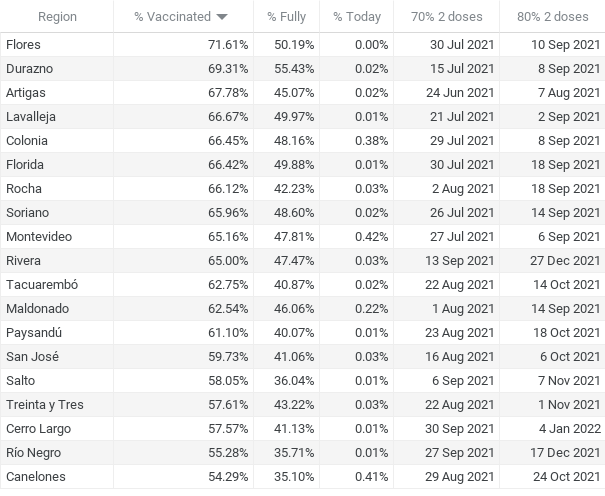 Region % Vaccinated % Fully % Today 70% 2 doses 80% 2 doses
Flores 71.61% 50.19% 0.00% 30 Jul 2021 10 Sep 2021
Durazno 69.31% 55.43% 0.02% 15 Jul 2021 8 Sep 2021
Artigas 67.78% 45.07% 0.02% 24 Jun 2021 7 Aug 2021
Lavalleja 66.67% 49.97% 0.01% 21 Jul 2021 2 Sep 2021
Colonia 66.45% 48.16% 0.38% 29 Jul 2021 8 Sep 2021
Florida 66.42% 49.88% 0.01% 30 Jul 2021 18 Sep 2021
Rocha 66.12% 42.23% 0.03% 2 Aug 2021 18 Sep 2021
Soriano 65.96% 48.60% 0.02% 26 Jul 2021 14 Sep 2021
Montevideo 65.16% 47.81% 0.42% 27 Jul 2021 6 Sep 2021
Rivera 65.00% 47.47% 0.03% 13 Sep 2021 27 Dec 2021
Tacuarembó 62.75% 40.87% 0.02% 22 Aug 2021 14 Oct 2021
Maldonado 62.54% 46.06% 0.22% 1 Aug 2021 14 Sep 2021
Paysandú 61.10% 40.07% 0.01% 23 Aug 2021 18 Oct 2021
San José 59.73% 41.06% 0.03% 16 Aug 2021 6 Oct 2021
Salto 58.05% 36.04% 0.01% 6 Sep 2021 7 Nov 2021
Treinta y Tres 57.61% 43.22% 0.03% 22 Aug 2021 1 Nov 2021
Cerro Largo 57.57% 41.13% 0.01% 30 Sep 2021 4 Jan 2022
Río Negro 55.28% 35.71% 0.01% 27 Sep 2021 17 Dec 2021
Canelones 54.29% 35.10% 0.41% 29 Aug 2021 24 Oct 2021